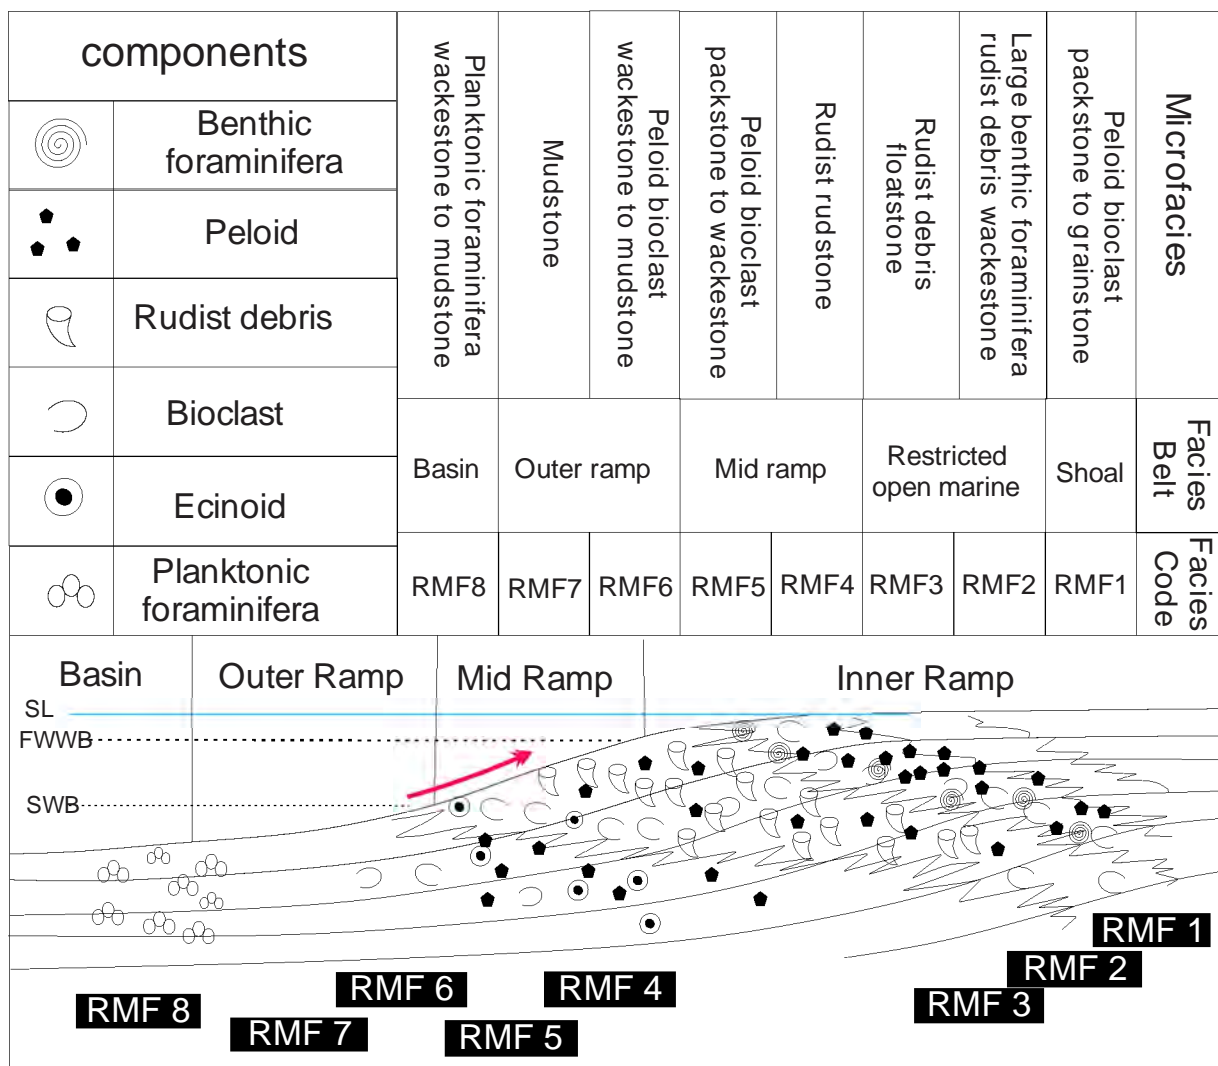 components
Benthic
foraminifera
Peloid
Rudist debris
Bioclast
Ecinoid
Planktonic
foraminifera
Planktonic foraminifera
wackestone to mudstone
Mudstone
Peloid bioclast
wackestone to mudstone
Peloid bioclast
packstone to wackestone
Rudist rudstone
Rudist debris
floatstone
Large benthic foraminifera
rudist debris wackestone
Peloid bioclast
packstone to grainstone
Microfacies
Basin
Outer ramp
Mid ramp
Restricted
open marine
Shoal
Facies
Belt
RMF8
RMF7
RMF6
RMF5
RMF4
RMF3
RMF2
RMF1
Facies
Code
Basin
Outer Ramp
Mid Ramp
Inner Ramp
SL
FWWB
SWB
RMF 1
RMF 2
RMF 3
RMF 4
RMF 5
RMF 6
RMF 7
RMF 8